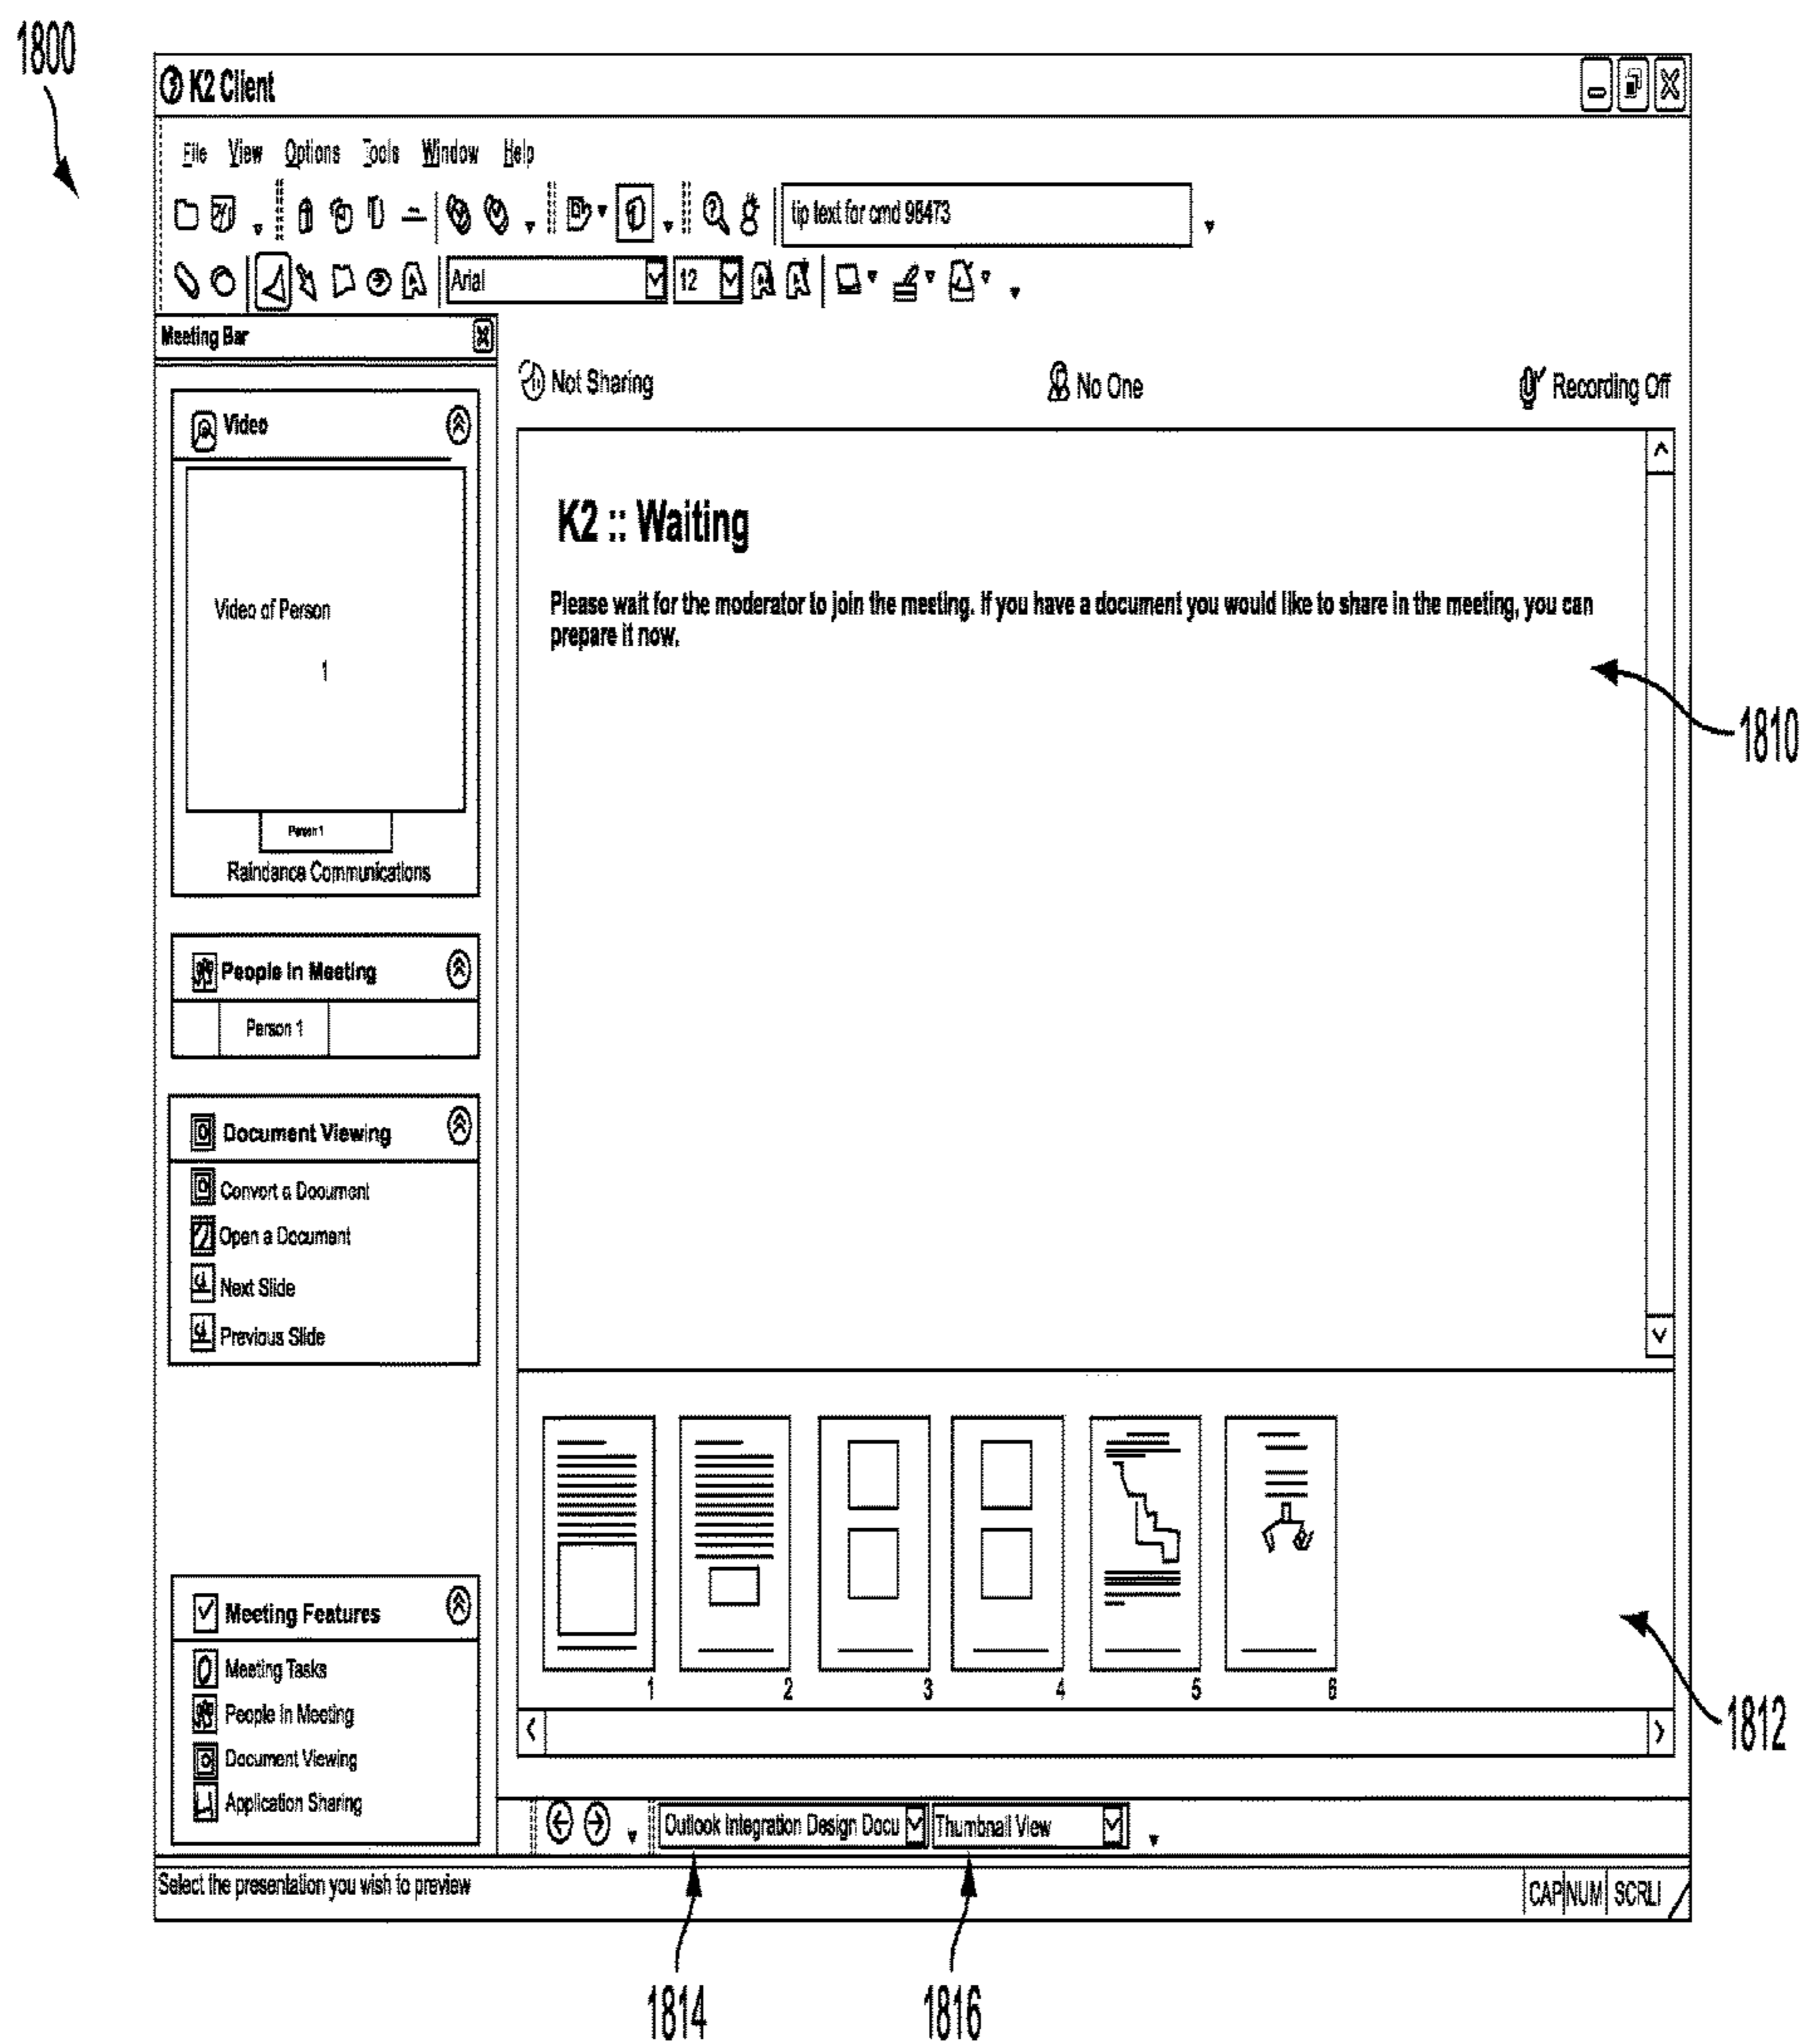 1800
K2 Client
File View Options Tools Window Help
tip text for cmd 98473
Arial 12
Meeting Bar
Not Sharing No One Recording Off
Video
Video of Person
1
Person 1
Raindance Communications
K2 :: Waiting
Please wait for the moderator to join the meeting. If you have a document you would like to share in the meeting, you can
prepare it now.
1810
People In Meeting
Person 1
Document Viewing
Convert a Document
Open a Document
Next Slide
Previous Slide
Meeting Features
Meeting Tasks
People In Meeting
Document Viewing
Application Sharing
1 2 3 4 5 6
1812
Outlook Integration Design Docu Thumbnail View
Select the presentation you wish to preview
CAP NUM SCRLI
1814 1816